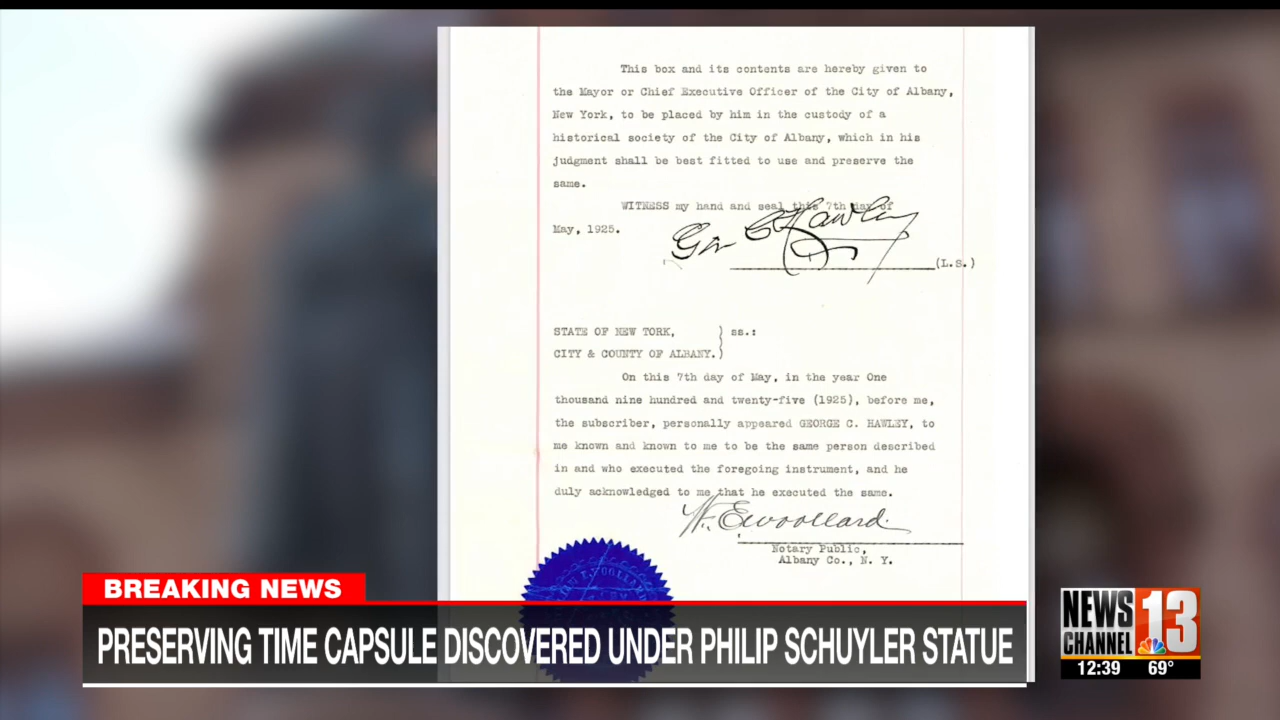 This box and its contents are hereby given to
the Mayor or Chief Executive Officer of the City of Albany,
New York, to be placed by him in the custody of a
historical society of the City of Albany, which in his
judgment shall be best fitted to use and preserve the
same.
WITNESS my hand and seal this 7th day of
May, 1925.
Geo C Hawley
(L.S.)
STATE OF NEW YORK,
ss.:
CITY & COUNTY OF ALBANY.
On this 7th day of May, in the year One
thousand nine hundred and twenty-five (1925), before me,
the subscriber, personally appeared GEORGE C. HAWLEY, to
me known and known to me to be the same person described
in and who executed the foregoing instrument, and he
duly acknowledged to me that he executed the same.
W. E. Woollard
Notary Public,
Albany Co., N. Y.
BREAKING NEWS
PRESERVING TIME CAPSULE DISCOVERED UNDER PHILIP SCHUYLER STATUE
NEWS
CHANNEL 13
12:39 69°